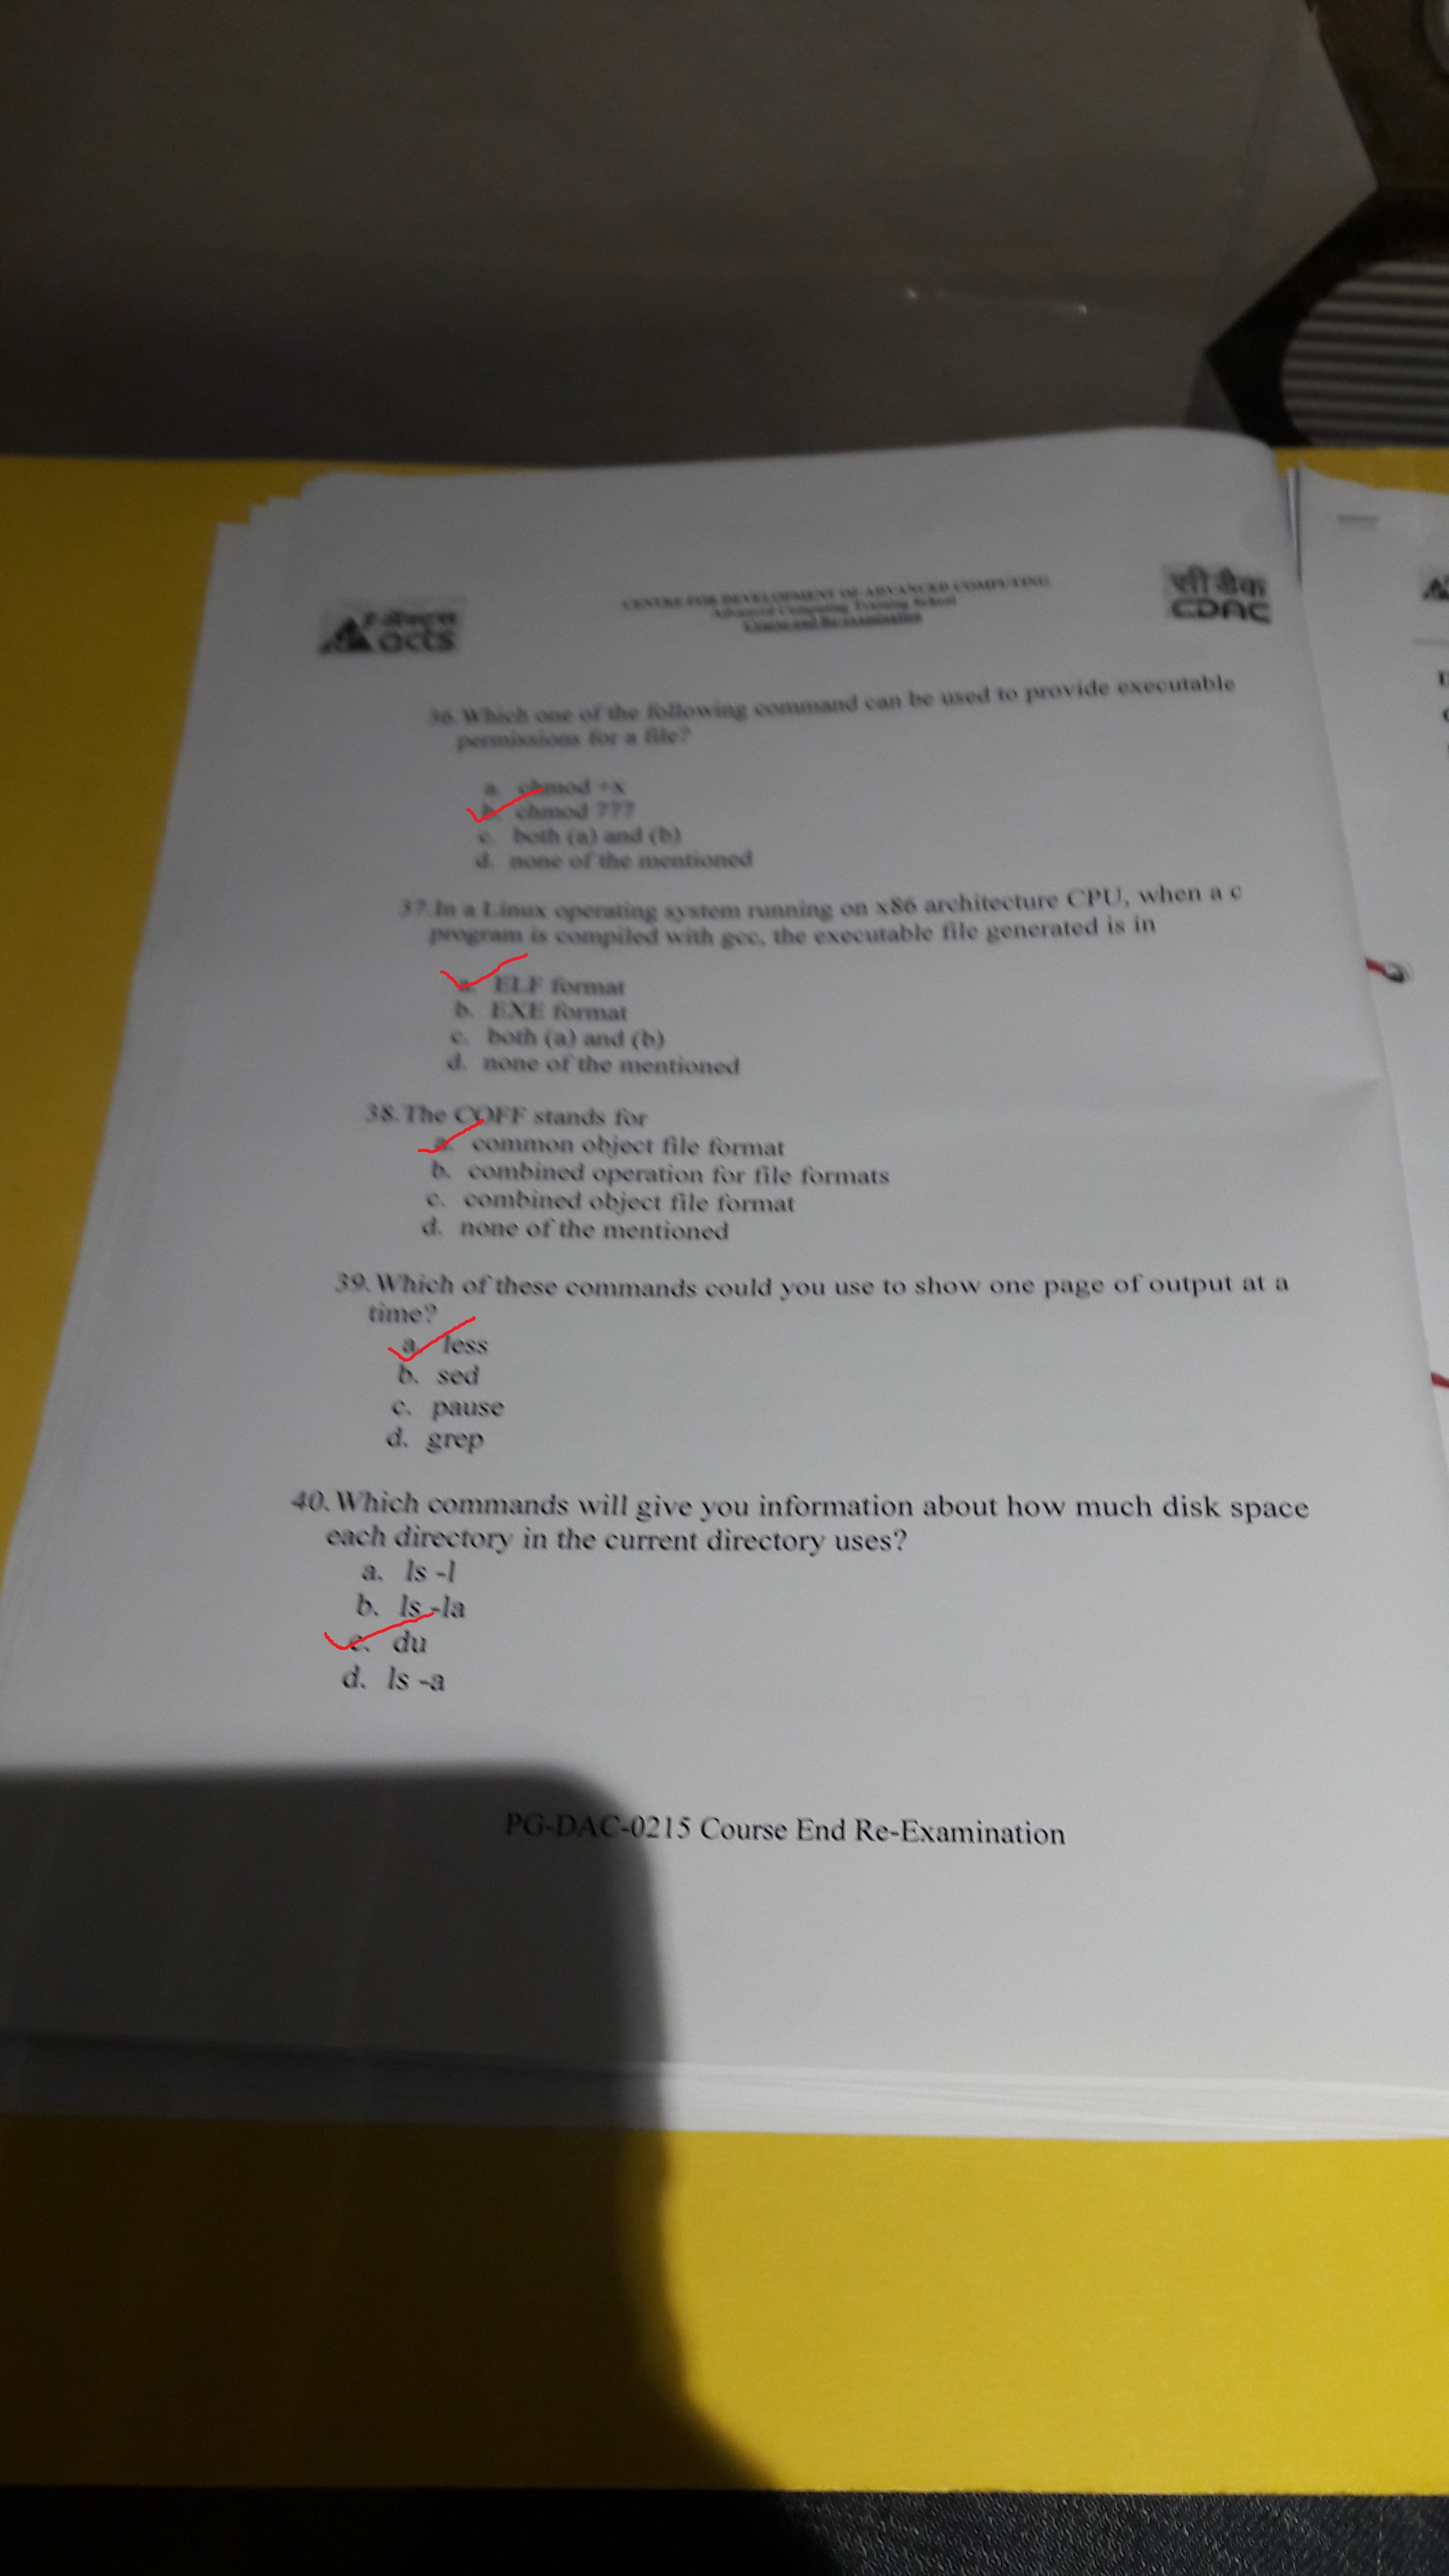 ऐ अ‍ॅक्ट्स
acts
CENTRE FOR DEVELOPMENT OF ADVANCED COMPUTING
Advanced Computing Training School
Course end Re-examination
सी डैक
CDAC
36. Which one of the following command can be used to provide executable
permissions for a file?
a. chmod +x
b. chmod 777
c. both (a) and (b)
d. none of the mentioned
37. In a Linux operating system running on x86 architecture CPU, when a c
program is compiled with gcc, the executable file generated is in
a. ELF format
b. EXE format
c. both (a) and (b)
d. none of the mentioned
38. The COFF stands for
a. common object file format
b. combined operation for file formats
c. combined object file format
d. none of the mentioned
39. Which of these commands could you use to show one page of output at a
time?
a. less
b. sed
c. pause
d. grep
40. Which commands will give you information about how much disk space
each directory in the current directory uses?
a. ls -l
b. ls -la
c. du
d. ls -a
PG-DAC-0215 Course End Re-Examination